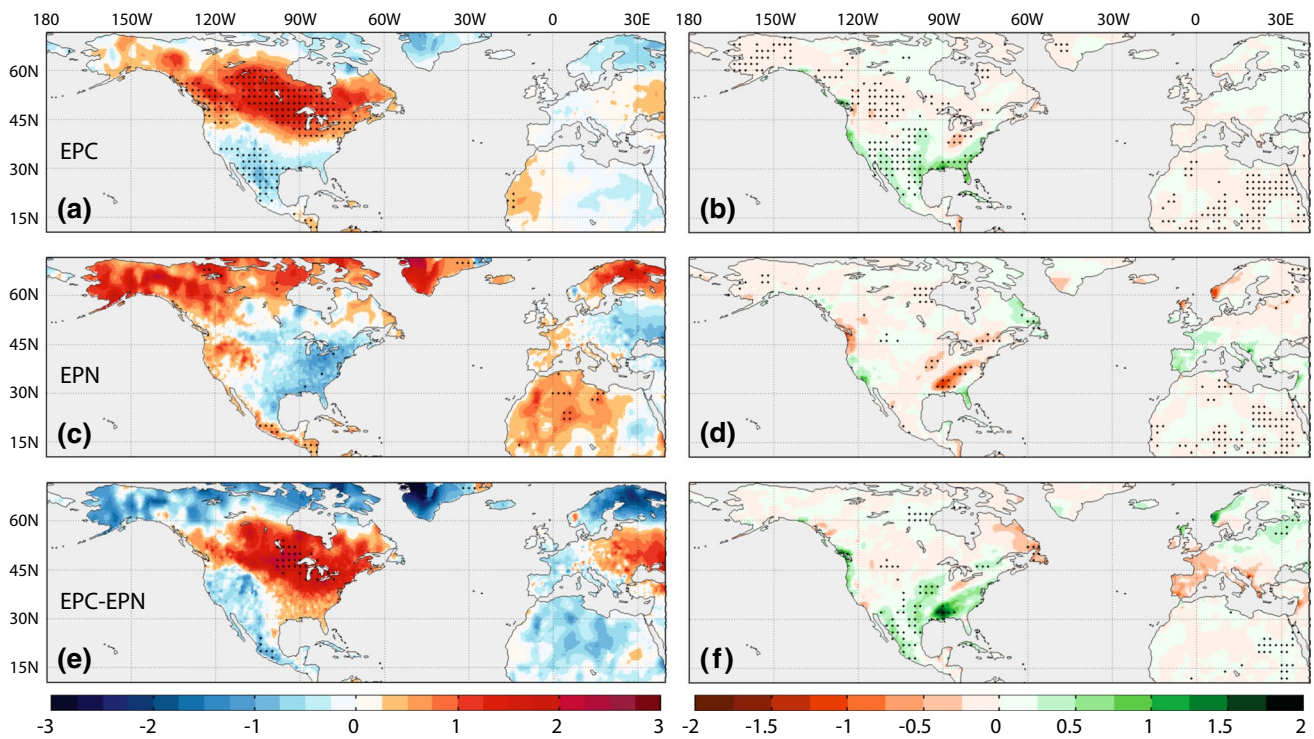 180 150W 120W 90W 60W 30W 0 30E 180 150W 120W 90W 60W 30W 0 30E
60N
45N
30N
15N
EPC
(a)
(b)
60N
45N
30N
15N
EPN
(c)
(d)
60N
45N
30N
15N
EPC-EPN
(e)
(f)
-3 -2 -1 0 1 2 3 -2 -1.5 -1 -0.5 0 0.5 1 1.5 2